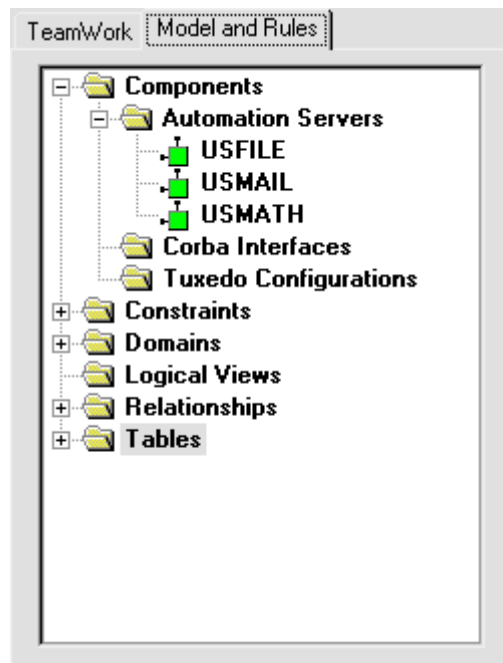 TeamWork Model and Rules
Components
Automation Servers
USFILE
USMAIL
USMATH
Corba Interfaces
Tuxedo Configurations
Constraints
Domains
Logical Views
Relationships
Tables